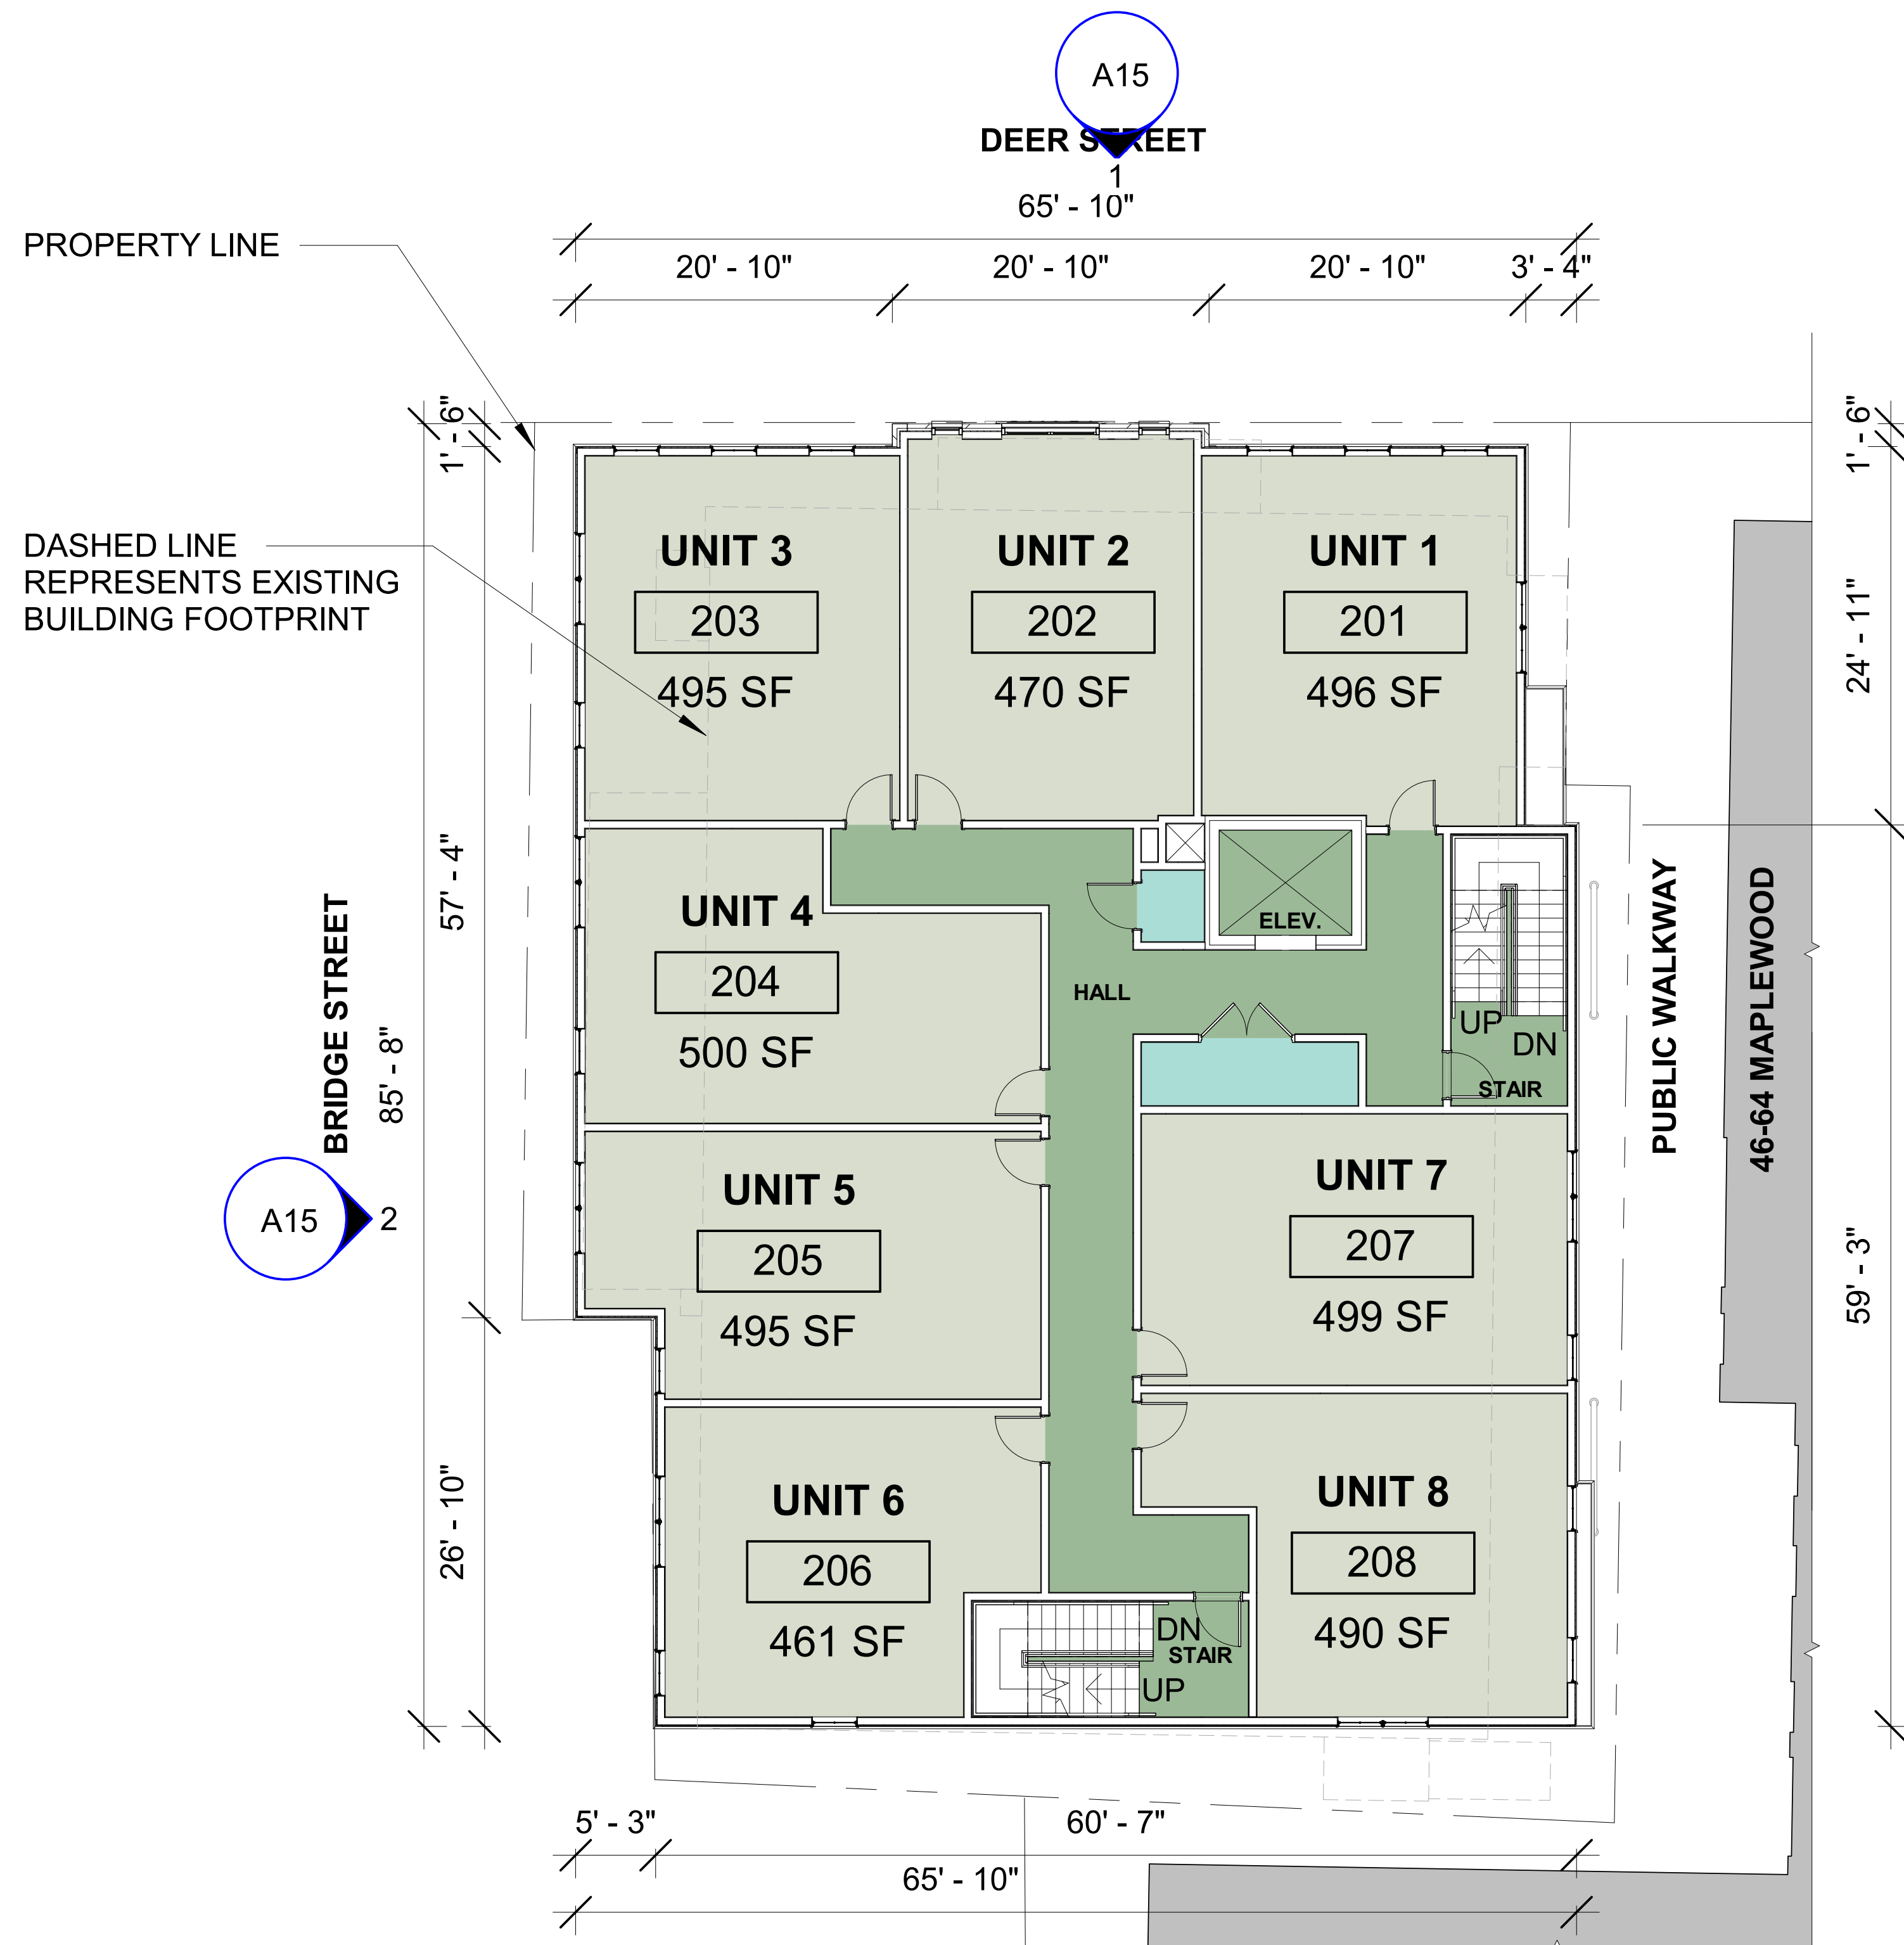 A15
DEER STREET
1
65' - 10"
PROPERTY LINE
20' - 10"
20' - 10"
20' - 10"
3' - 4"
1' - 6"
1' - 6"
DASHED LINE
REPRESENTS EXISTING
BUILDING FOOTPRINT
UNIT 3
203
495 SF
UNIT 2
202
470 SF
UNIT 1
201
496 SF
24' - 11"
57' - 4"
BRIDGE STREET
85' - 8"
UNIT 4
204
500 SF
ELEV.
HALL
UP
DN
STAIR
PUBLIC WALKWAY
46-64 MAPLEWOOD
A15
2
UNIT 5
205
495 SF
UNIT 7
207
499 SF
59' - 3"
26' - 10"
UNIT 6
206
461 SF
UNIT 8
208
490 SF
DN
STAIR
UP
5' - 3"
60' - 7"
65' - 10"